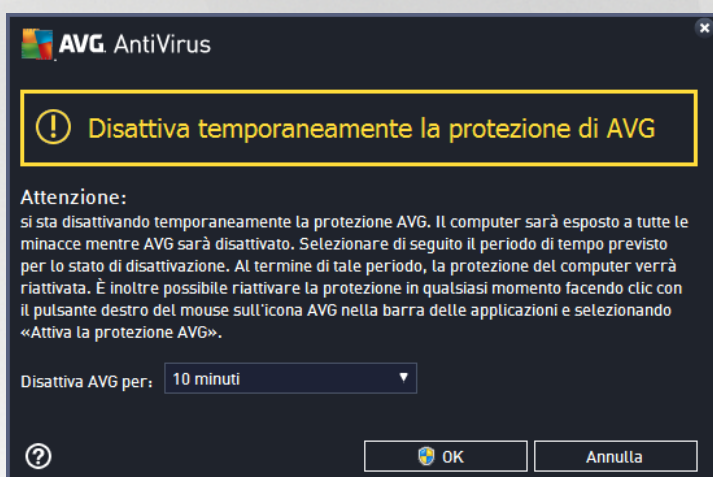 AVG. AntiVirus
Disattiva temporaneamente la protezione di AVG
Attenzione:
si sta disattivando temporaneamente la protezione AVG. Il computer sarà esposto a tutte le
minacce mentre AVG sarà disattivato. Selezionare di seguito il periodo di tempo previsto
per lo stato di disattivazione. Al termine di tale periodo, la protezione del computer verrà
riattivata. È inoltre possibile riattivare la protezione in qualsiasi momento facendo clic con
il pulsante destro del mouse sull'icona AVG nella barra delle applicazioni e selezionando
«Attiva la protezione AVG».
Disattiva AVG per: 10 minuti
OK Annulla